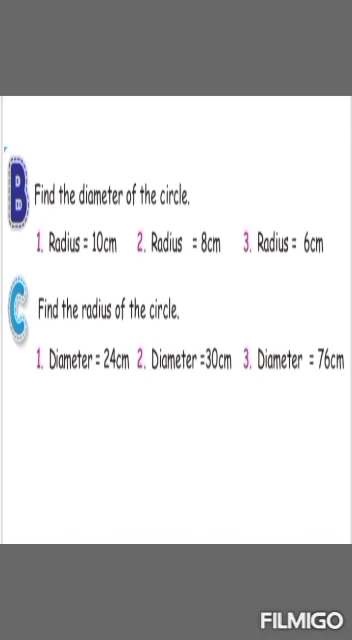 B Find the diameter of the circle.
1. Radius = 10cm 2. Radius = 8cm 3. Radius = 6cm
C Find the radius of the circle.
1. Diameter = 24cm 2. Diameter =30cm 3. Diameter = 76cm
FILMIGO